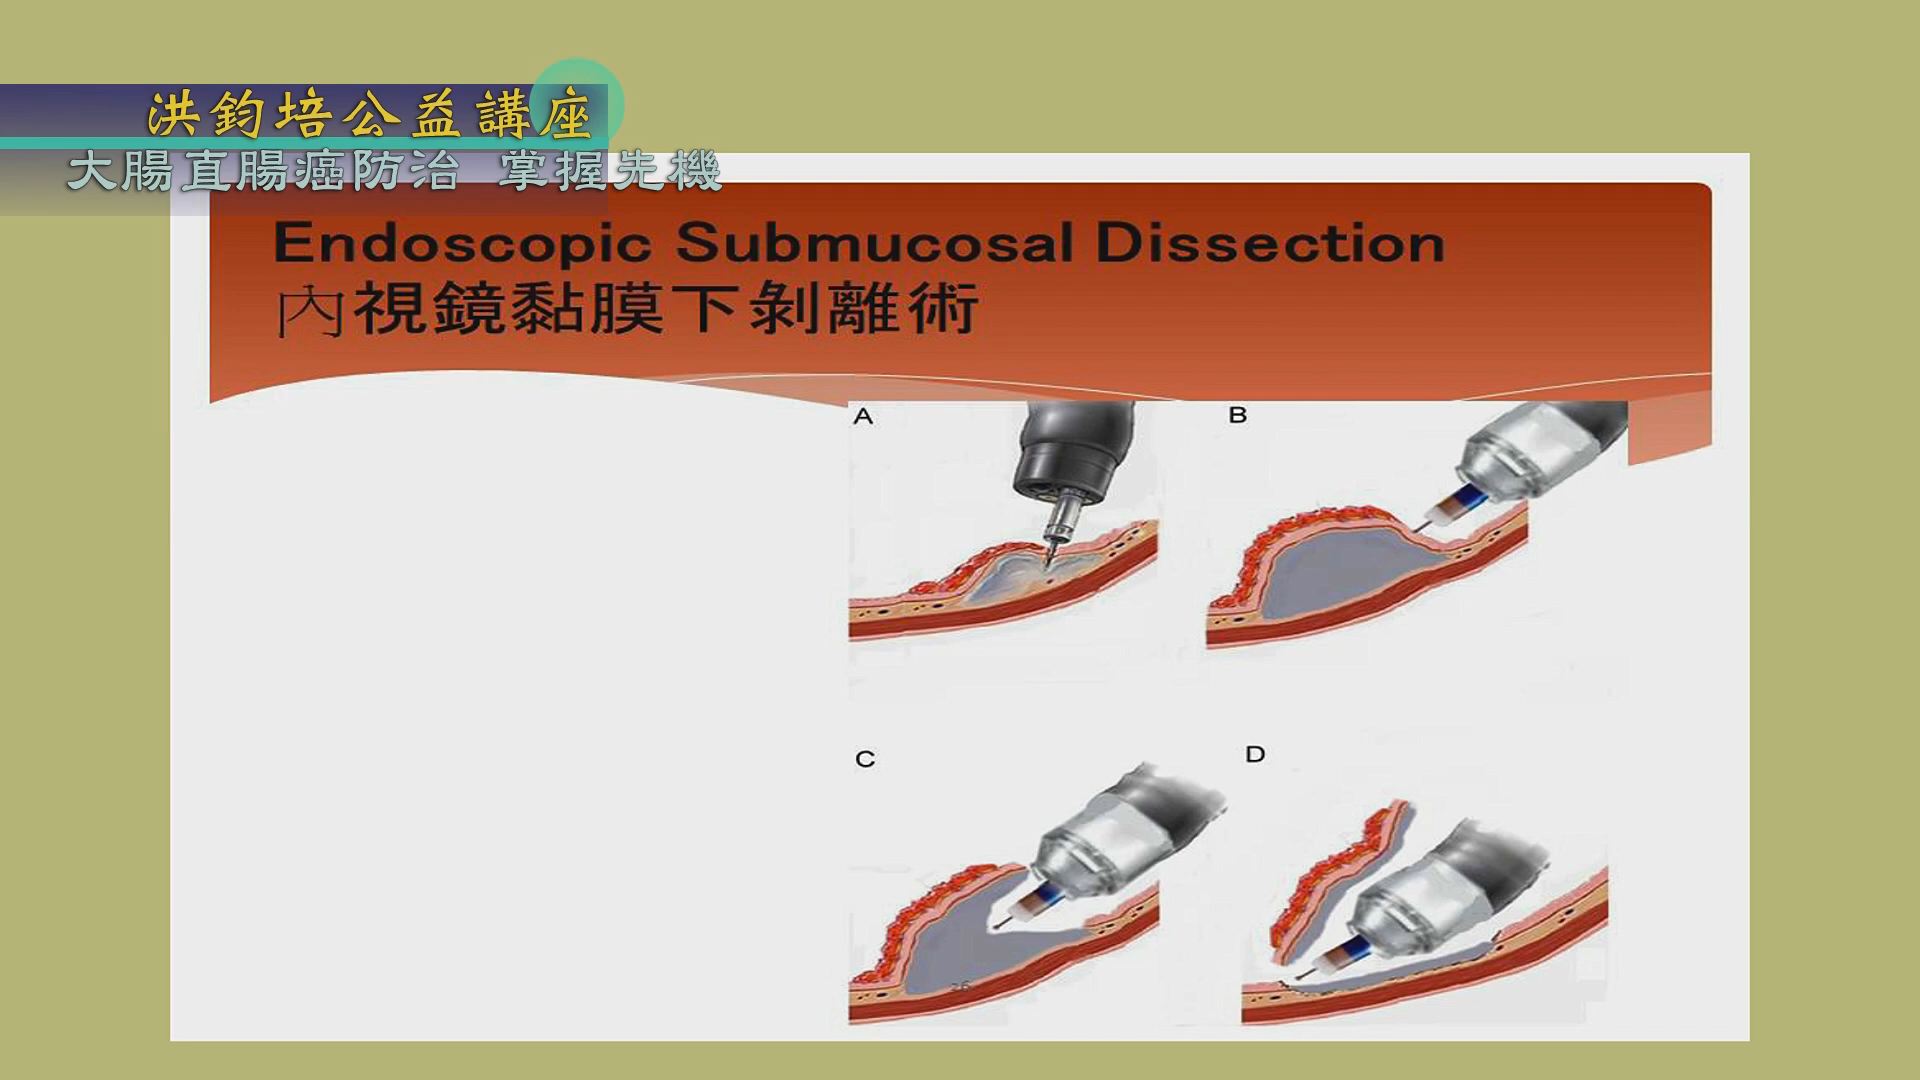 洪鈞培公益講座
大腸直腸癌防治 掌握先機
Endoscopic Submucosal Dissection
內視鏡黏膜下剝離術
A
B
C
D